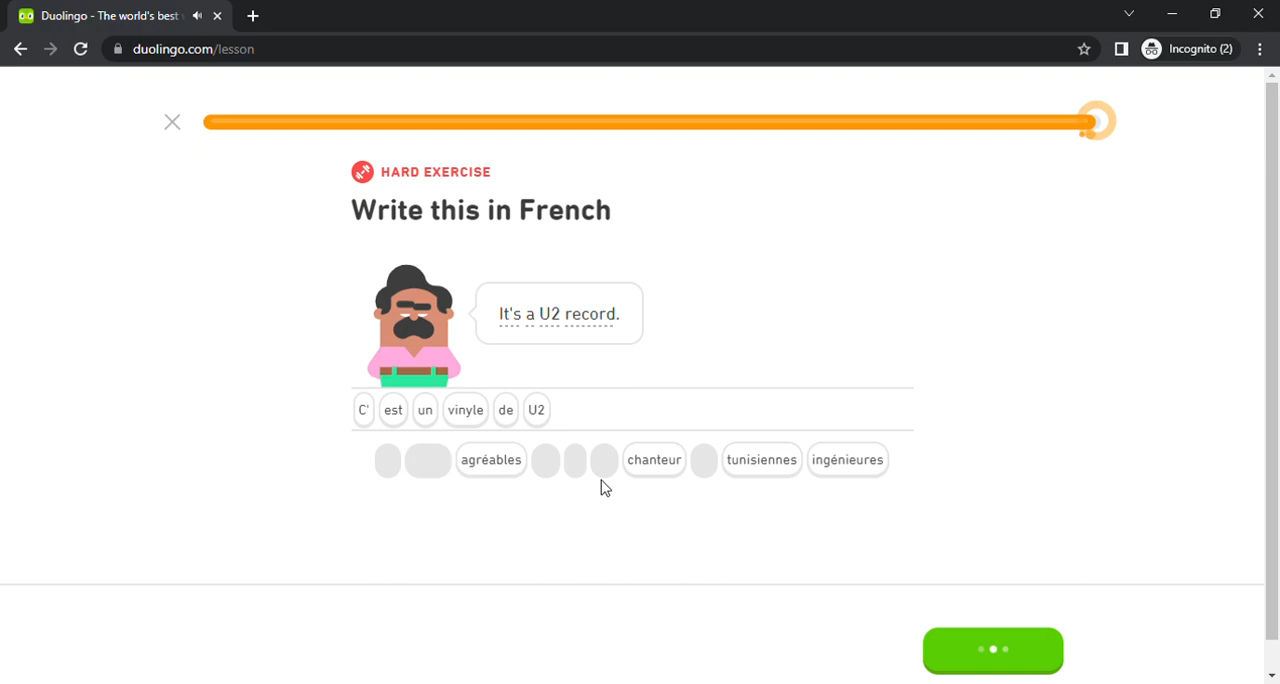 Duolingo - The world's best
duolingo.com/lesson
Incognito (2)
HARD EXERCISE
Write this in French
It's a U2 record.
C' est un vinyle de U2
agréables chanteur tunisiennes ingénieures